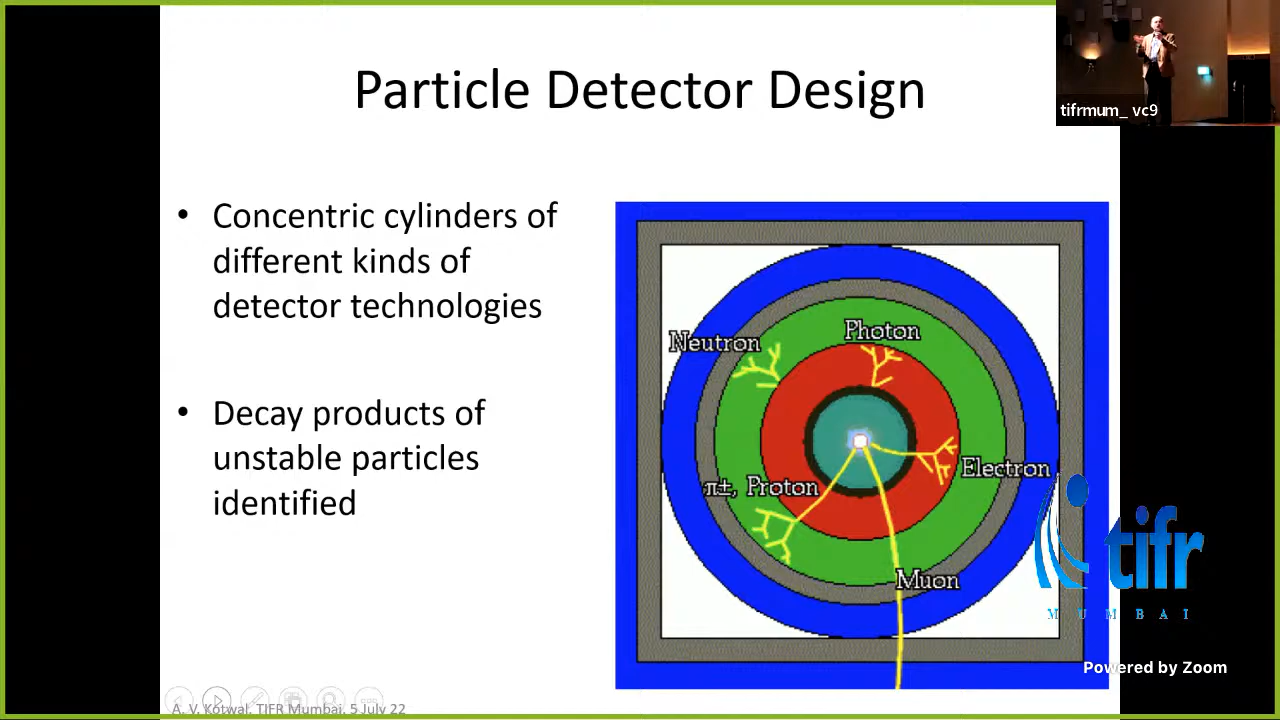 Particle Detector Design
tifrmum_ vc9
• Concentric cylinders of
different kinds of
detector technologies
• Decay products of
unstable particles
identified
Neutron
Photon
Electron
π±, Proton
Muon
tifr
MUMBAI
Powered by Zoom
A. V. Kotwal, TIFR Mumbai, 5 July 22